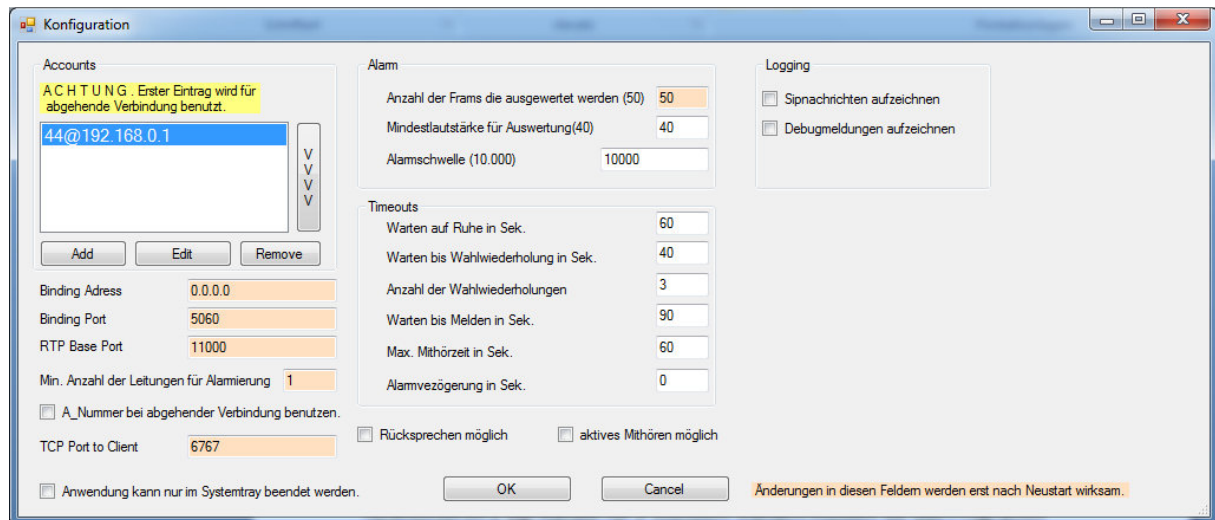 Konfiguration
Accounts
A C H T U N G . Erster Eintrag wird für
abgehende Verbindung benutzt.
44@192.168.0.1
V
V
V
V
Add Edit Remove
Binding Adress 0.0.0.0
Binding Port 5060
RTP Base Port 11000
Min. Anzahl der Leitungen für Alarmierung 1
A_Nummer bei abgehender Verbindung benutzen.
TCP Port to Client 6767
Anwendung kann nur im Systemtray beendet werden.
Alarm
Anzahl der Frams die ausgewertet werden (50) 50
Mindestlautstärke für Auswertung(40) 40
Alarmschwelle (10.000) 10000
Timeouts
Warten auf Ruhe in Sek. 60
Warten bis Wahlwiederholung in Sek. 40
Anzahl der Wahlwiederholungen 3
Warten bis Melden in Sek. 90
Max. Mithörzeit in Sek. 60
Alarmvezögerung in Sek. 0
Rücksprechen möglich aktives Mithören möglich
OK Cancel
Logging
Sipnachrichten aufzeichnen
Debugmeldungen aufzeichnen
Änderungen in diesen Feldern werden erst nach Neustart wirksam.